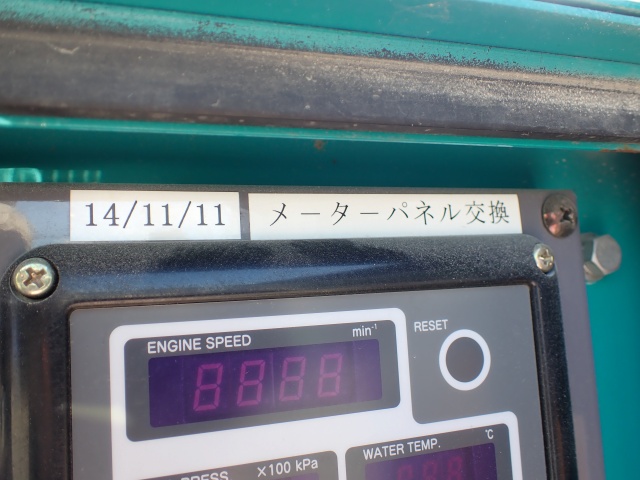 14/11/11 メーターパネル交換
ENGINE SPEED min⁻¹ RESET
8888
PRESS ×100 kPa WATER TEMP. ℃